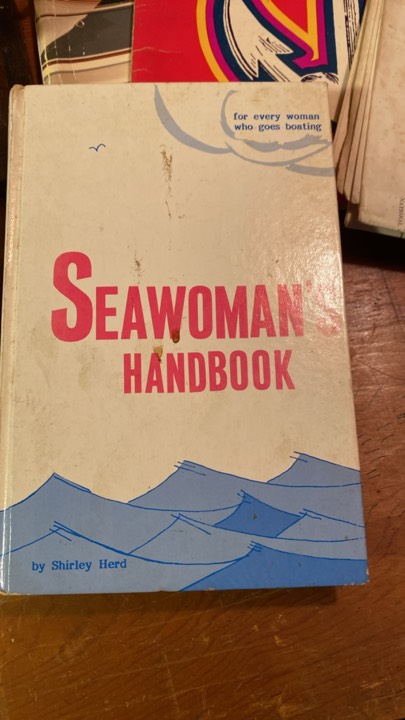 for every woman
who goes boating
SEAWOMAN'S
HANDBOOK
by Shirley Herd